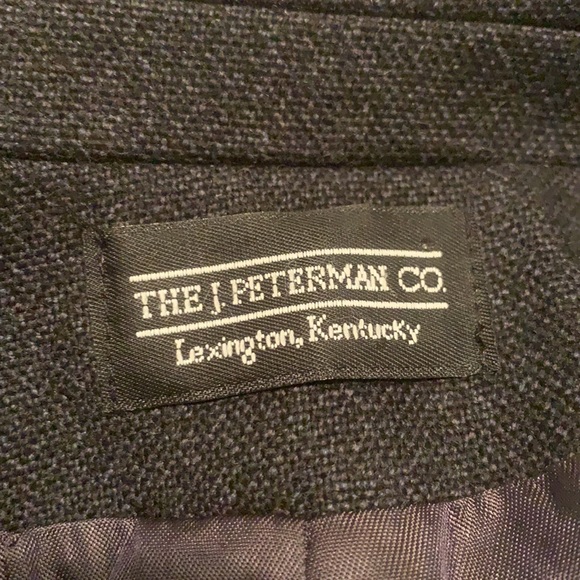 THE J. PETERMAN CO.
Lexington, Kentucky